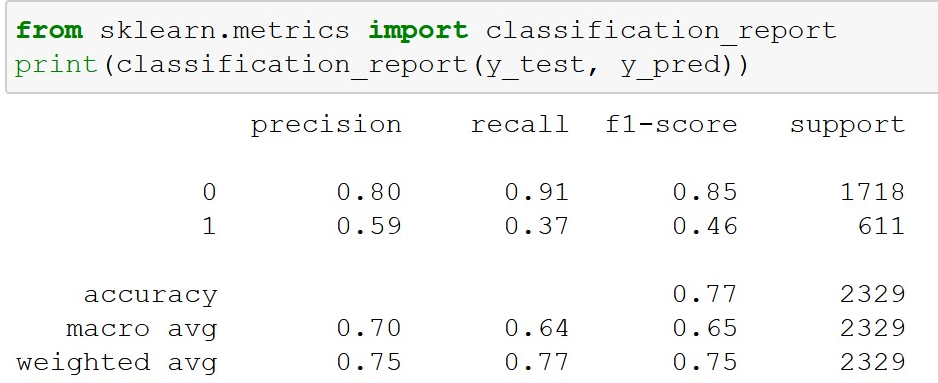 from sklearn.metrics import classification_report
print(classification_report(y_test, y_pred))
precision recall f1-score support
0 0.80 0.91 0.85 1718
1 0.59 0.37 0.46 611
accuracy 0.77 2329
macro avg 0.70 0.64 0.65 2329
weighted avg 0.75 0.77 0.75 2329